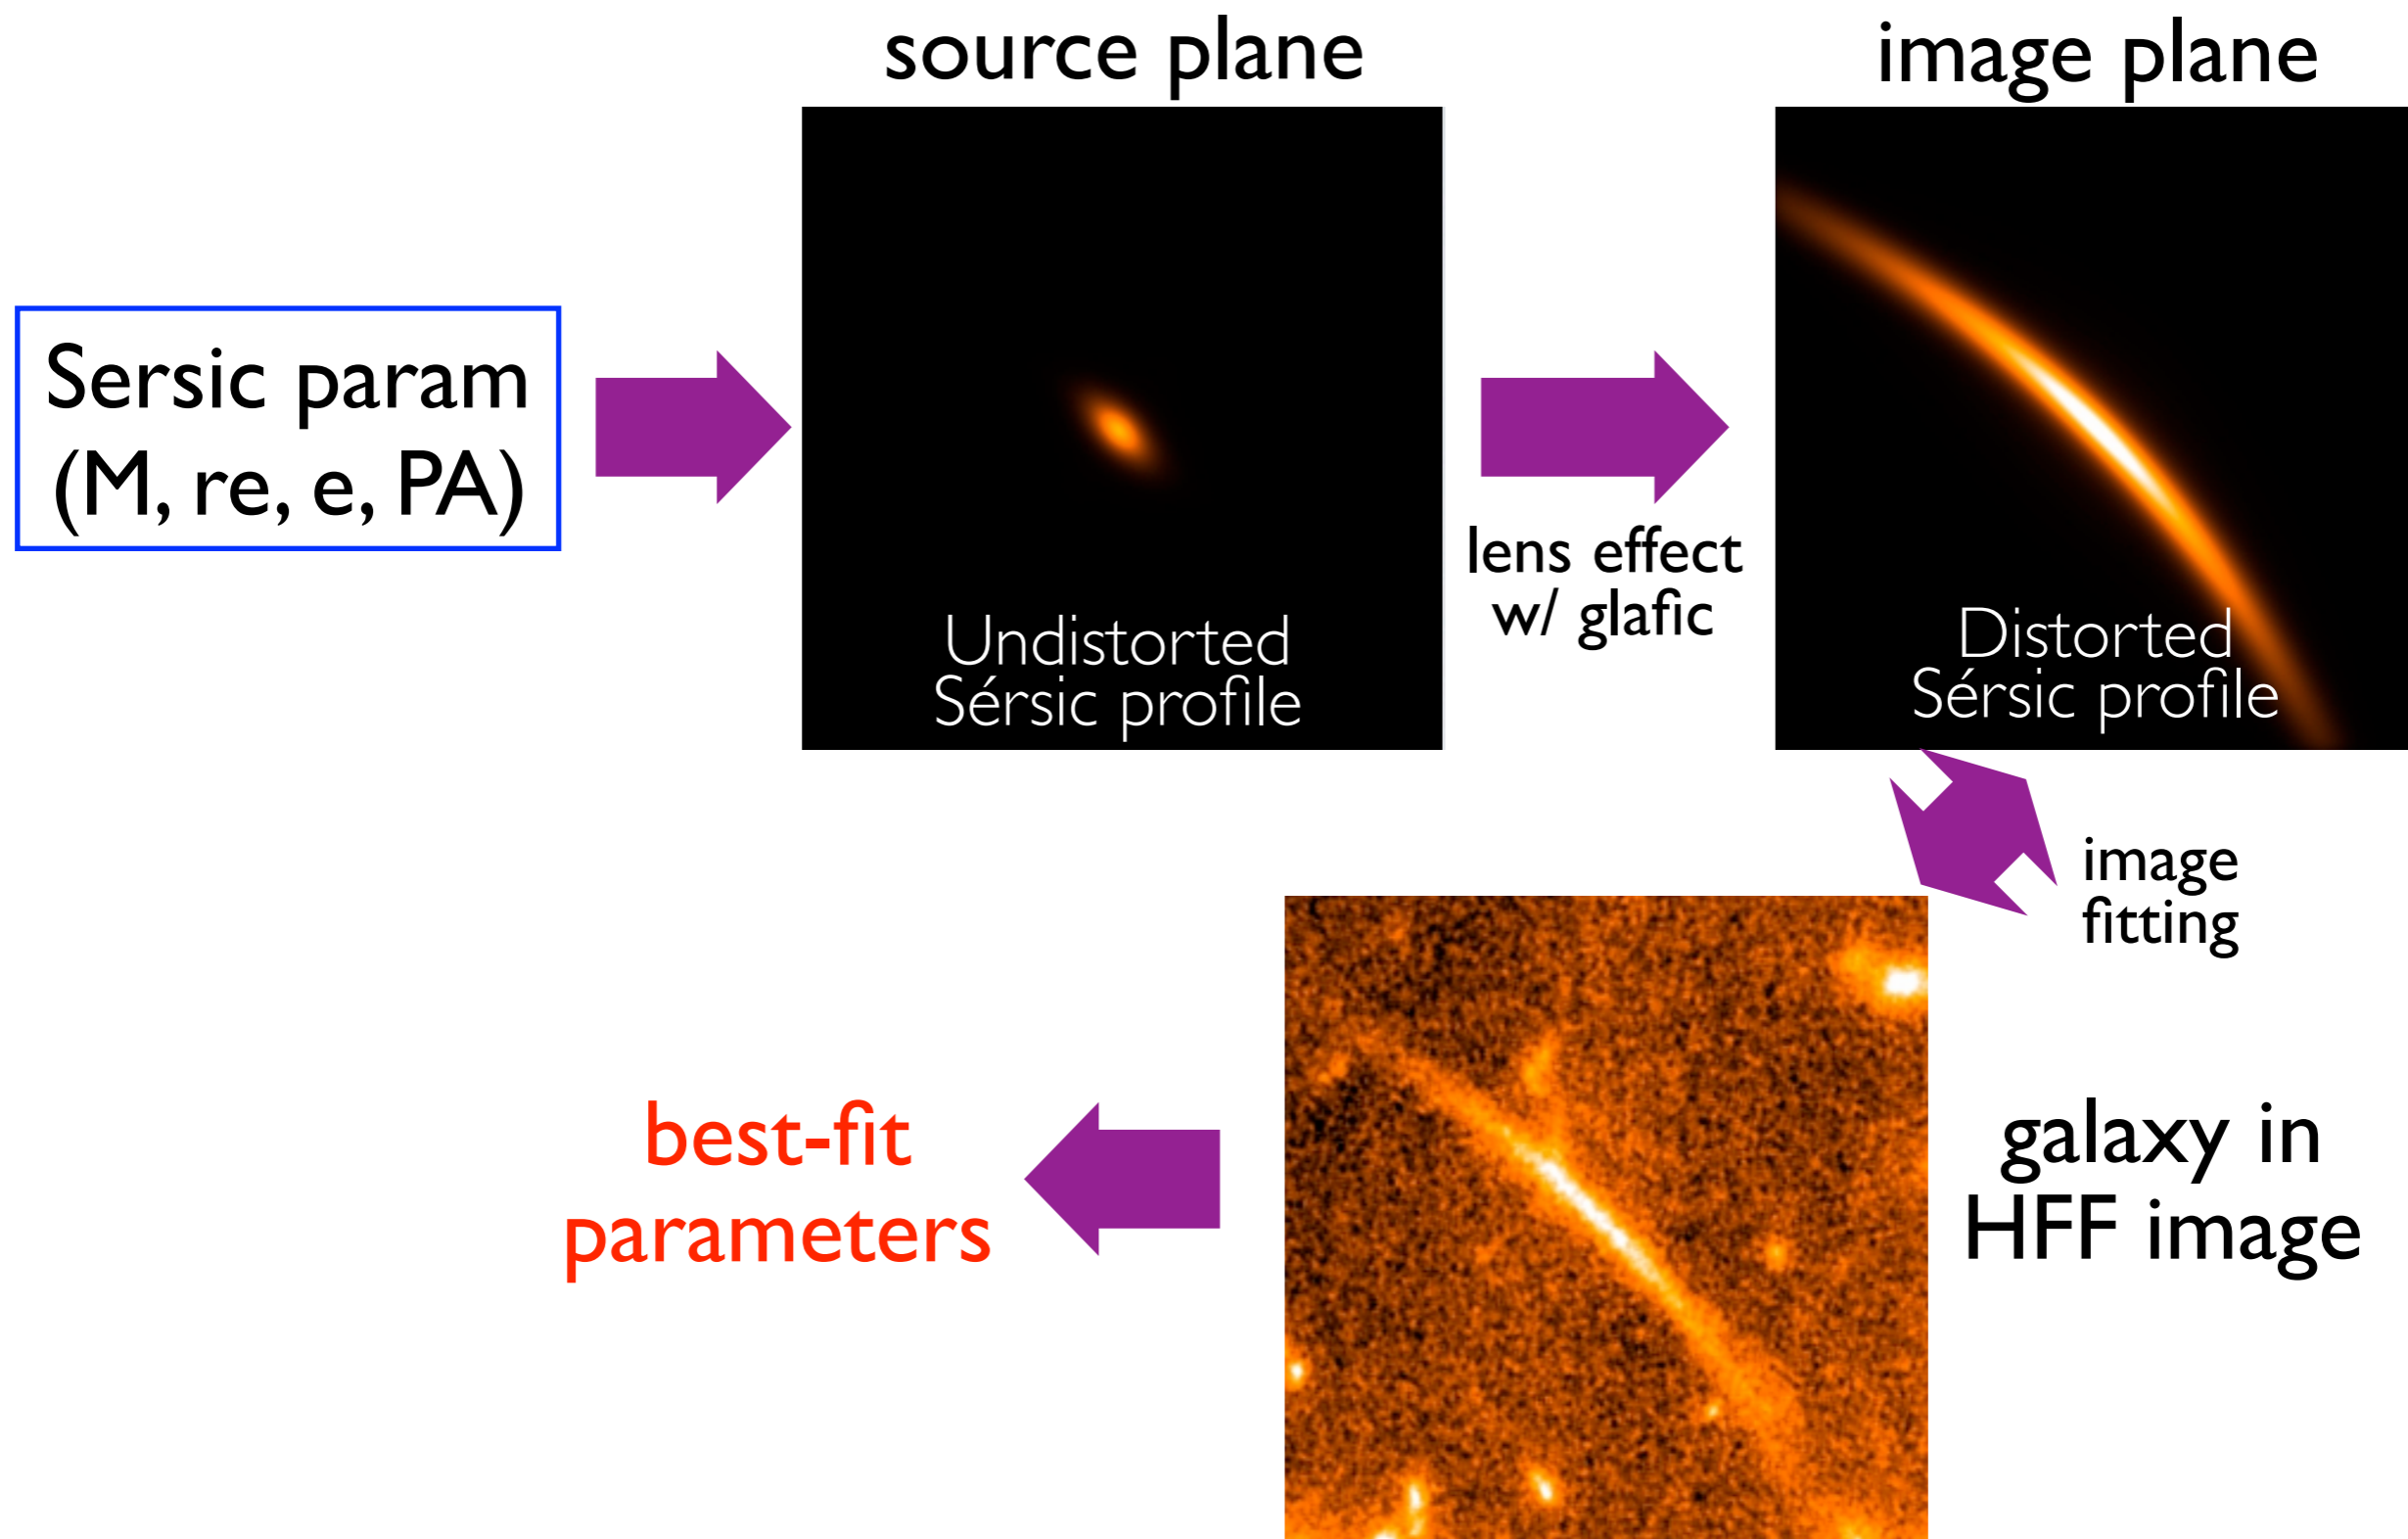 source plane
image plane
Sersic param
(M, re, e, PA)
lens effect
w/ glafic
Undistorted
Sérsic profile
Distorted
Sérsic profile
image
fitting
best-fit
parameters
galaxy in
HFF image